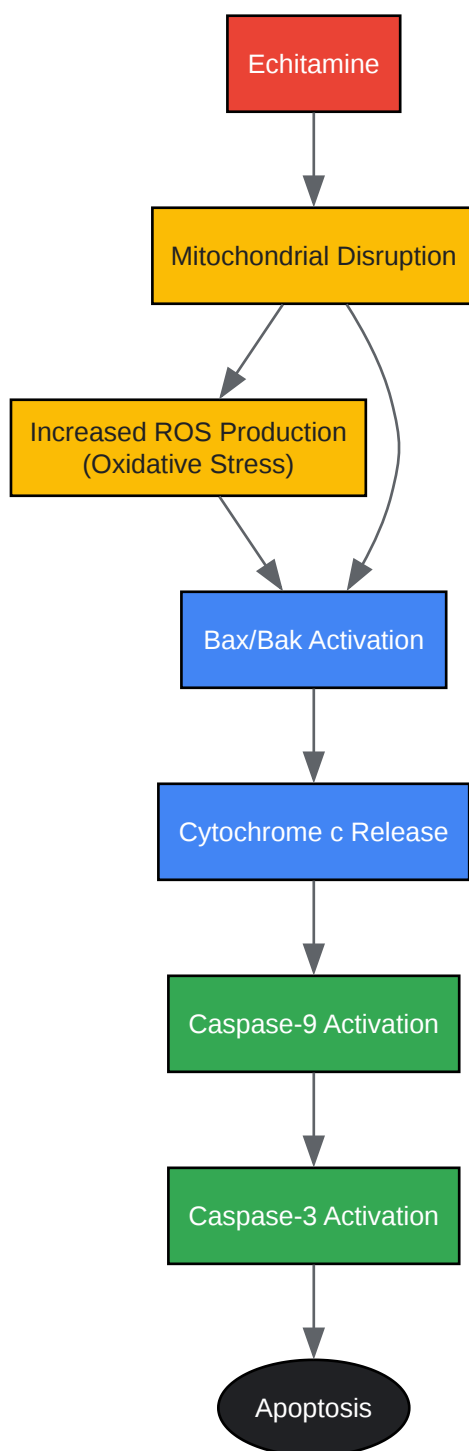 Echitamine
Mitochondrial Disruption
Increased ROS Production
(Oxidative Stress)
Bax/Bak Activation
Cytochrome c Release
Caspase-9 Activation
Caspase-3 Activation
Apoptosis